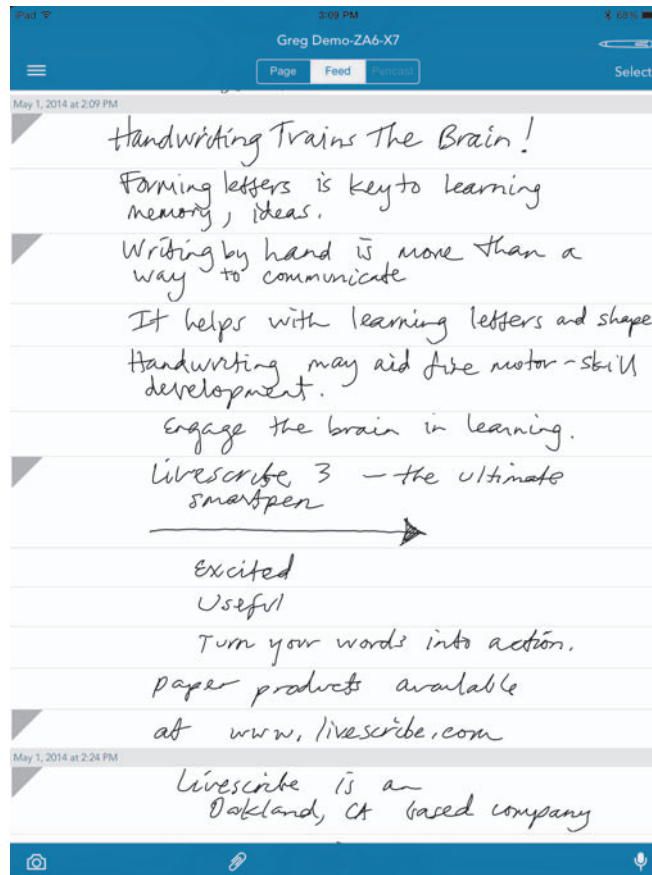 iPad 3:09 PM 68%
Greg Demo-ZA6-X7
Page Feed Pencast Select
May 1, 2014 at 2:09 PM
Handwriting Trains The Brain!
Forming letters is key to learning
memory, ideas.
Writing by hand is more than a
way to communicate
It helps with learning letters and shape
Handwriting may aid fine motor-skill
development.
Engage the brain in learning.
Livescribe 3 – the ultimate
smartpen
Excited
Useful
Turn your words into action.
paper products available
at www.livescribe.com
May 1, 2014 at 2:24 PM
Livescribe is an
Oakland, CA based company